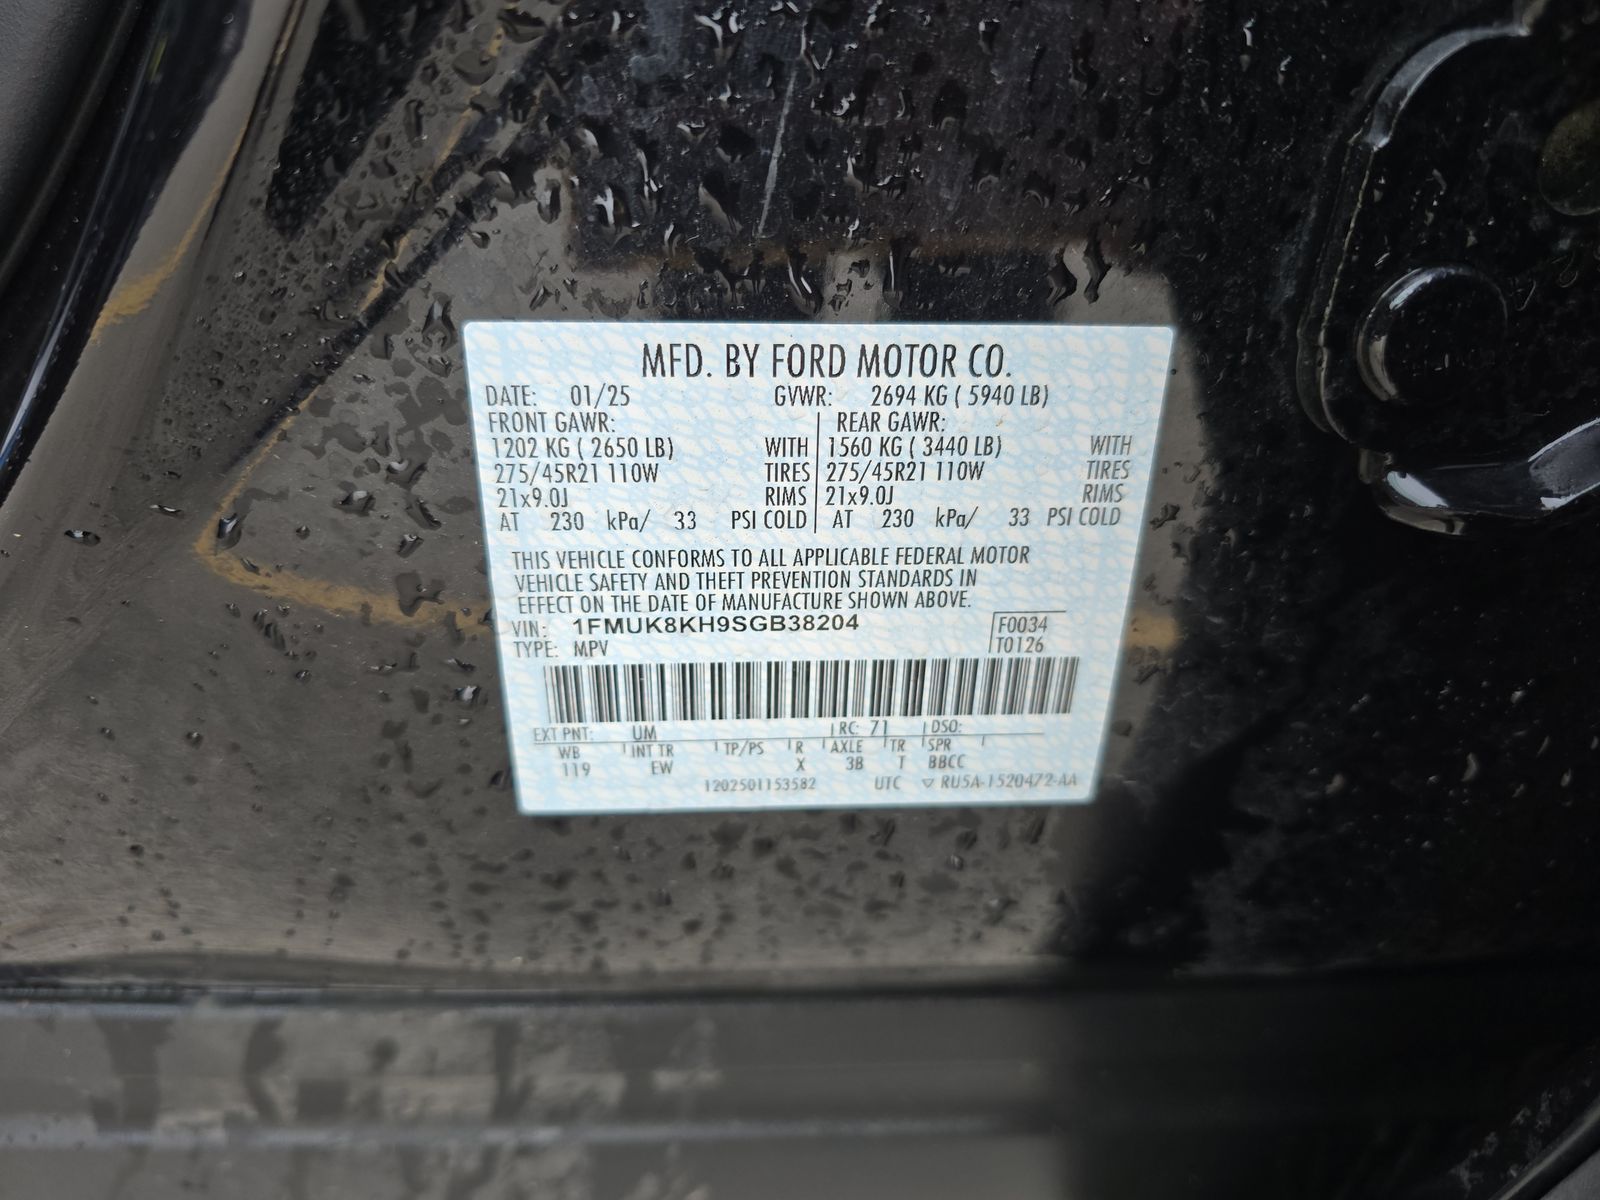 MFD. BY FORD MOTOR CO.
DATE: 01/25 GVWR: 2694 KG ( 5940 LB)
FRONT GAWR: REAR GAWR:
1202 KG ( 2650 LB) WITH 1560 KG ( 3440 LB) WITH
275/45R21 110W TIRES 275/45R21 110W TIRES
21x9.0J RIMS 21x9.0J RIMS
AT 230 kPa/ 33 PSI COLD AT 230 kPa/ 33 PSI COLD
THIS VEHICLE CONFORMS TO ALL APPLICABLE FEDERAL MOTOR
VEHICLE SAFETY AND THEFT PREVENTION STANDARDS IN
EFFECT ON THE DATE OF MANUFACTURE SHOWN ABOVE.
VIN: 1FMUK8KH9SGB38204 F0034
TYPE: MPV T0126
EXT PNT: UM RC: 71 DSO:
WB INT TR TP/PS R AXLE TR SPR
119 EW X 3B T BBCC
1202501153582 UTC ▽ RU5A-1520472-AA